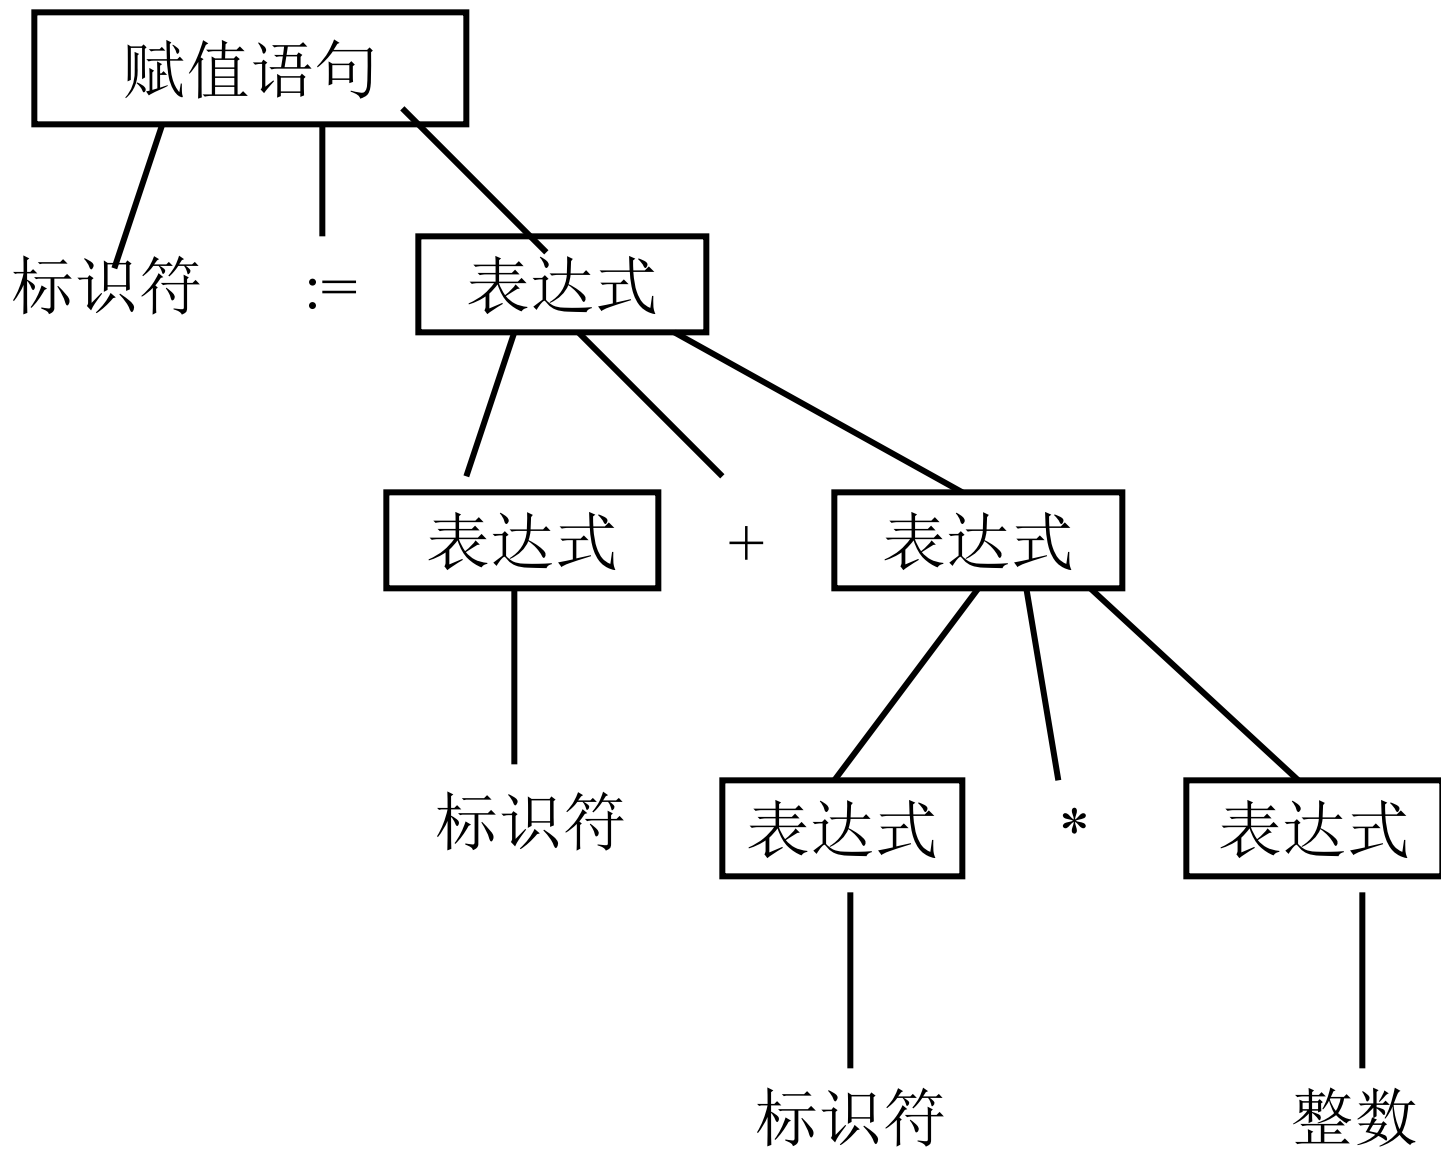 赋值语句
标识符 := 表达式
表达式 + 表达式
标识符 表达式 * 表达式
标识符 整数